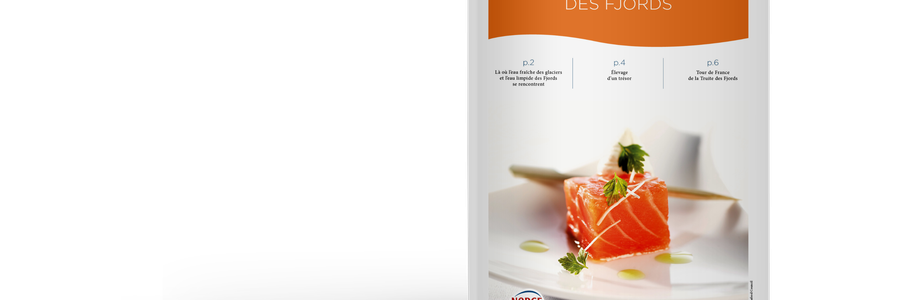 DES FJORDS
p.2
Là où l'eau fraîche des glaciers
et l'eau limpide des Fjords
se rencontrent
p.4
Élevage
d'un trésor
p.6
Tour de France
de la Truite des Fjords
NORGE